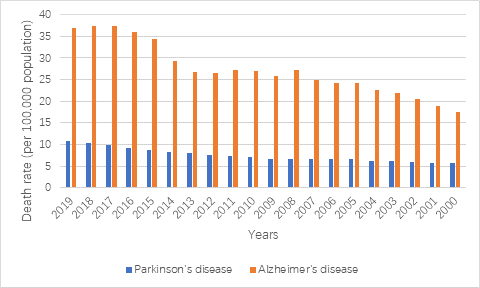 Death rate (per 100,000 population)
40
35
30
25
20
15
10
5
0
2019 2018 2017 2016 2015 2014 2013 2012 2011 2010 2009 2008 2007 2006 2005 2004 2003 2002 2001 2000
Years
Parkinson's disease Alzheimer's disease